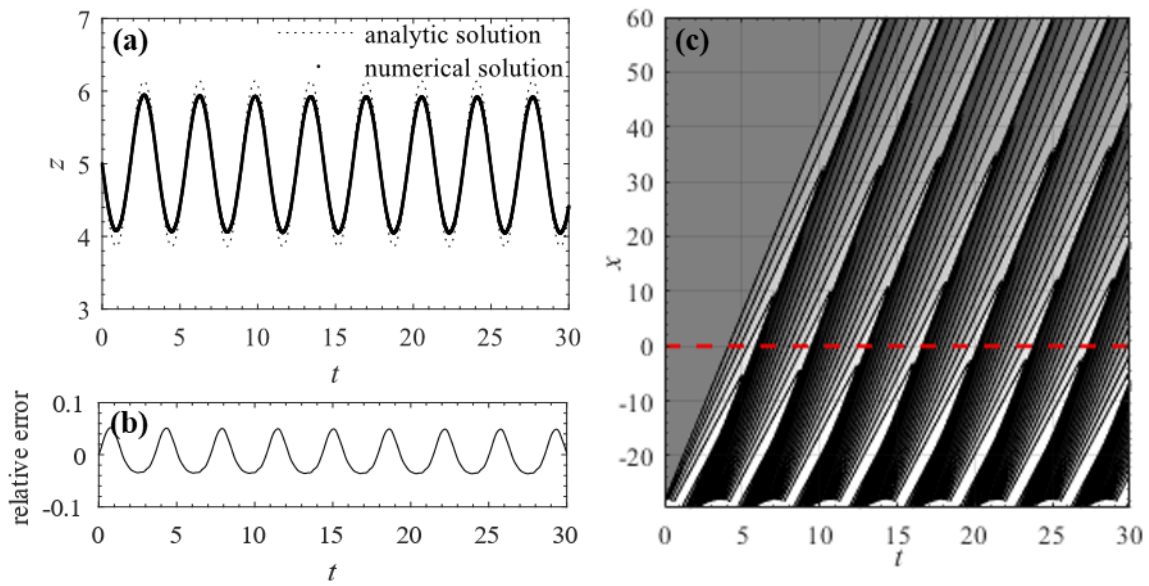 7
(a)
analytic solution
numerical solution
6
z
5
4
3
0 5 10 15 20 25 30
t
0.1
(b)
relative error
0
-0.1
0 5 10 15 20 25 30
t
60
(c)
50
40
30
20
x
10
0
-10
-20
0 5 10 15 20 25 30
t